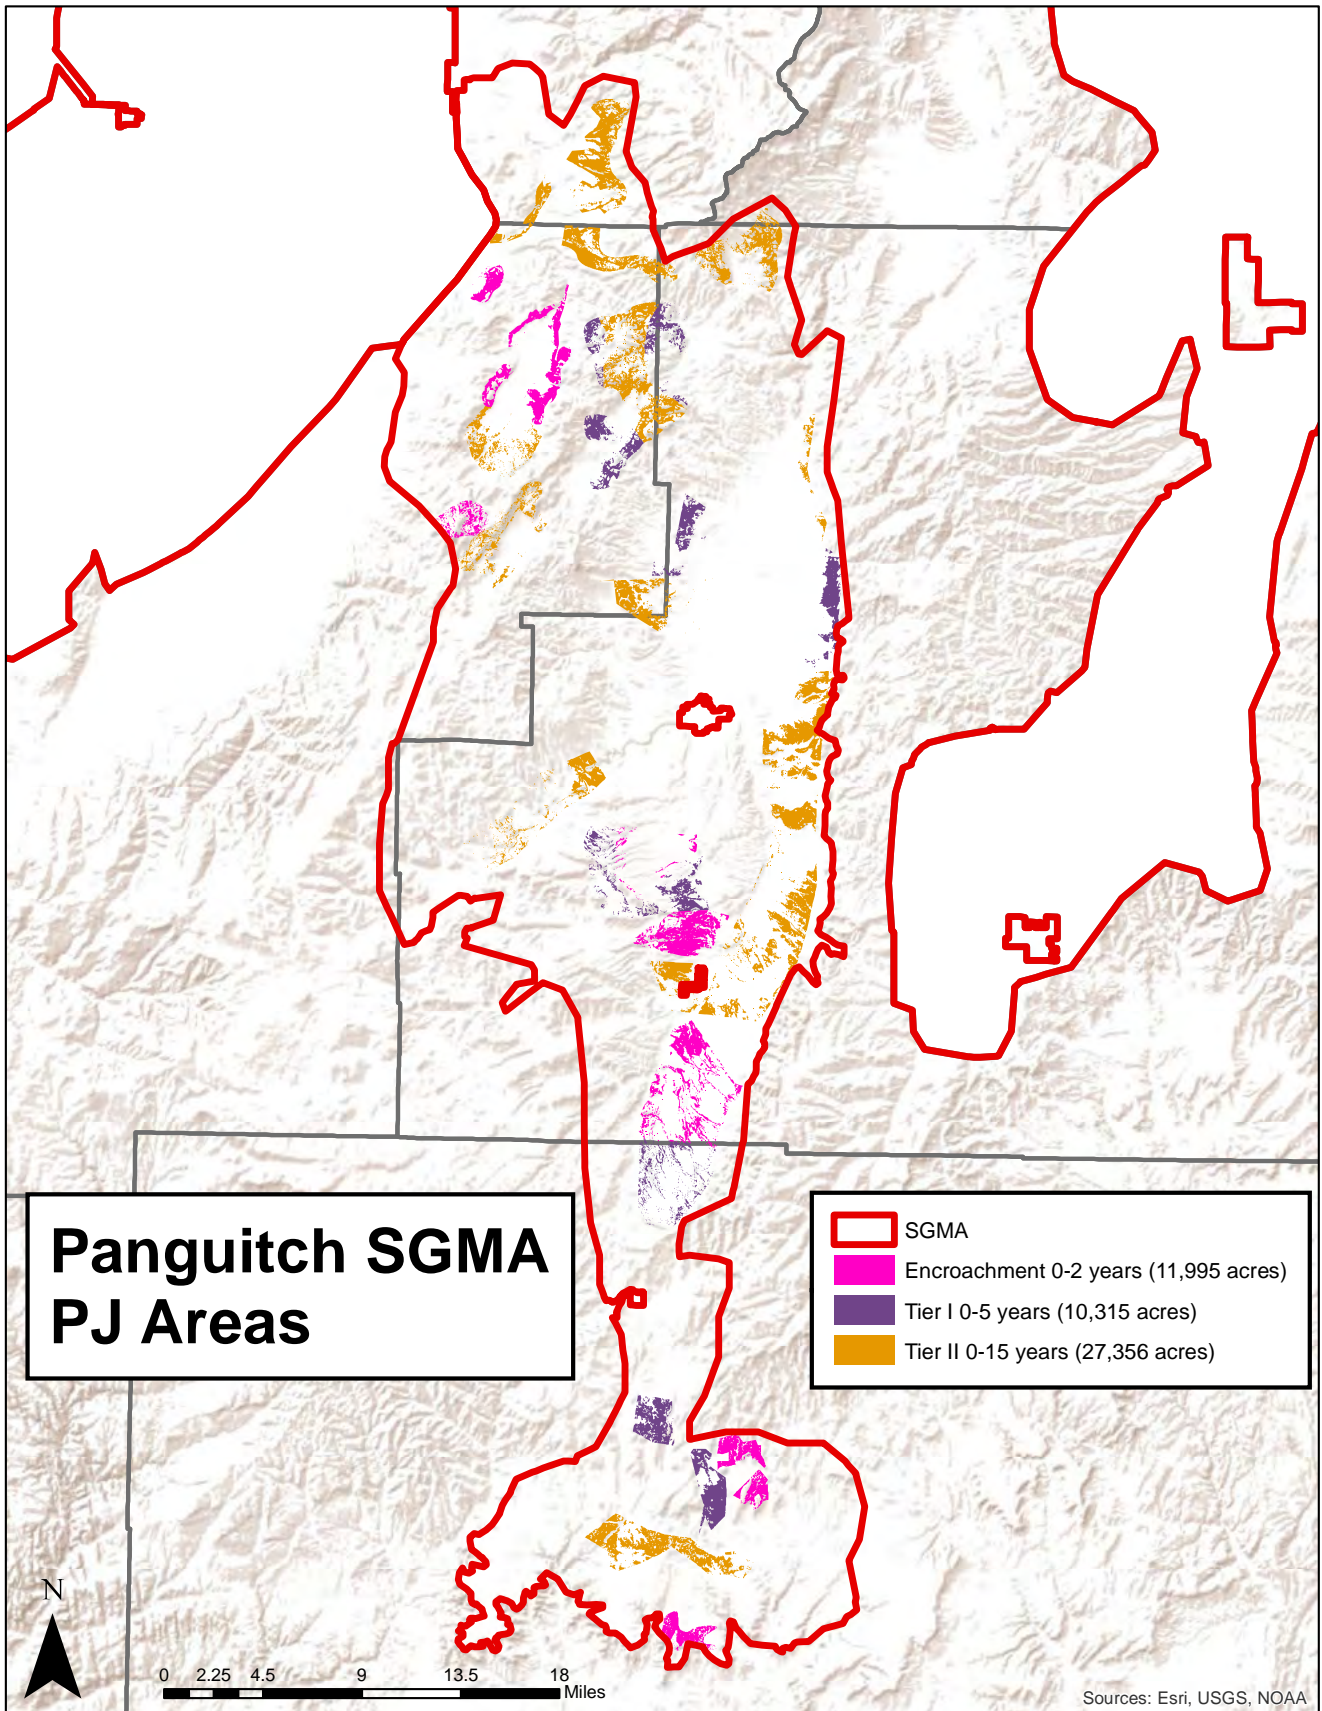 Panguitch SGMA
PJ Areas
SGMA
Encroachment 0-2 years (11,995 acres)
Tier I 0-5 years (10,315 acres)
Tier II 0-15 years (27,356 acres)
N
0 2.25 4.5 9 13.5 18
Miles
Sources: Esri, USGS, NOAA